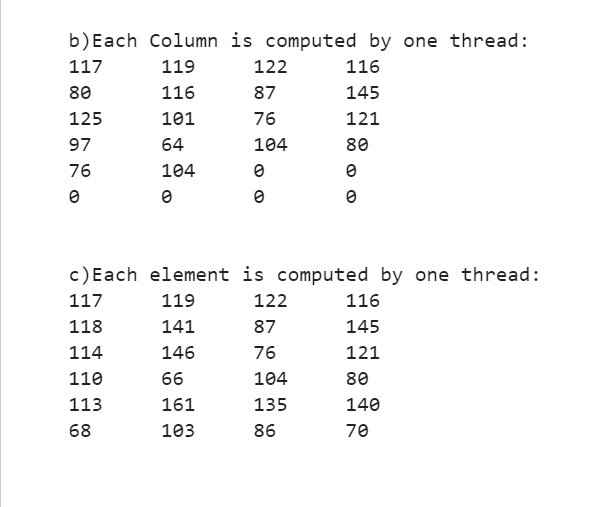 b)Each Column is computed by one thread:
117 119 122 116
80 116 87 145
125 101 76 121
97 64 104 80
76 104 0 0
0 0 0 0
c)Each element is computed by one thread:
117 119 122 116
118 141 87 145
114 146 76 121
110 66 104 80
113 161 135 140
68 103 86 70